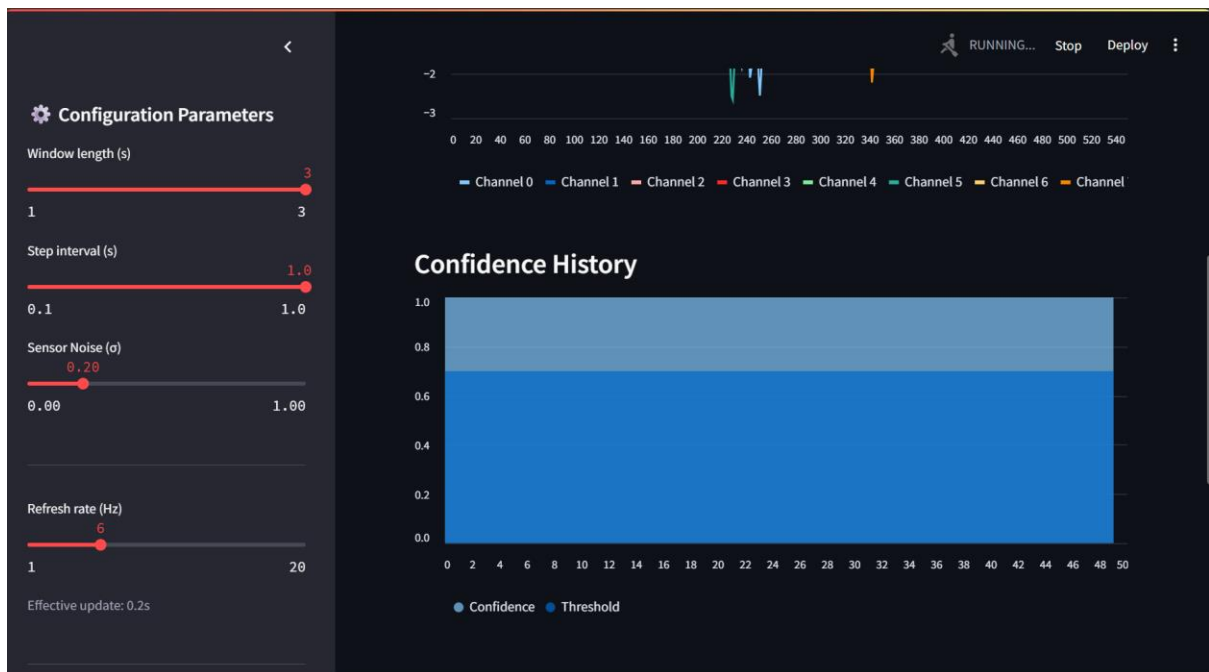 RUNNING... Stop Deploy
Configuration Parameters
Window length (s)
3
1 3
Step interval (s)
1.0
0.1 1.0
Sensor Noise (σ)
0.20
0.00 1.00
Refresh rate (Hz)
6
1 20
Effective update: 0.2s
−2
−3
0 20 40 60 80 100 120 140 160 180 200 220 240 260 280 300 320 340 360 380 400 420 440 460 480 500 520 540
Channel 0 Channel 1 Channel 2 Channel 3 Channel 4 Channel 5 Channel 6 Channel
Confidence History
1.0
0.8
0.6
0.4
0.2
0.0
0 2 4 6 8 10 12 14 16 18 20 22 24 26 28 30 32 34 36 38 40 42 44 46 48 50
Confidence Threshold